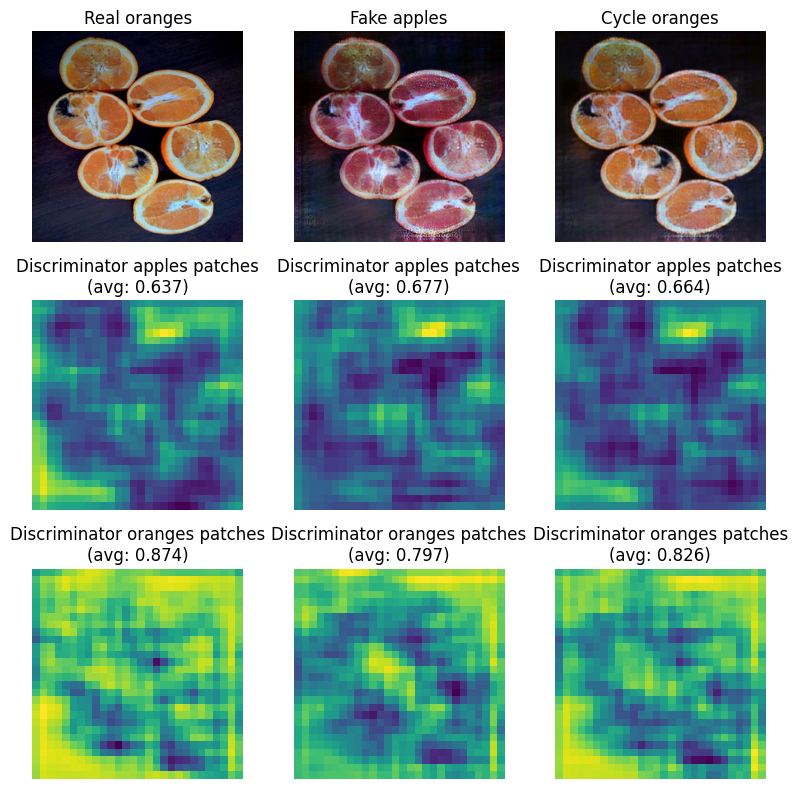 Real oranges
Fake apples
Cycle oranges
Discriminator apples patches
(avg: 0.637)
Discriminator apples patches
(avg: 0.677)
Discriminator apples patches
(avg: 0.664)
Discriminator oranges patches
(avg: 0.874)
Discriminator oranges patches
(avg: 0.797)
Discriminator oranges patches
(avg: 0.826)